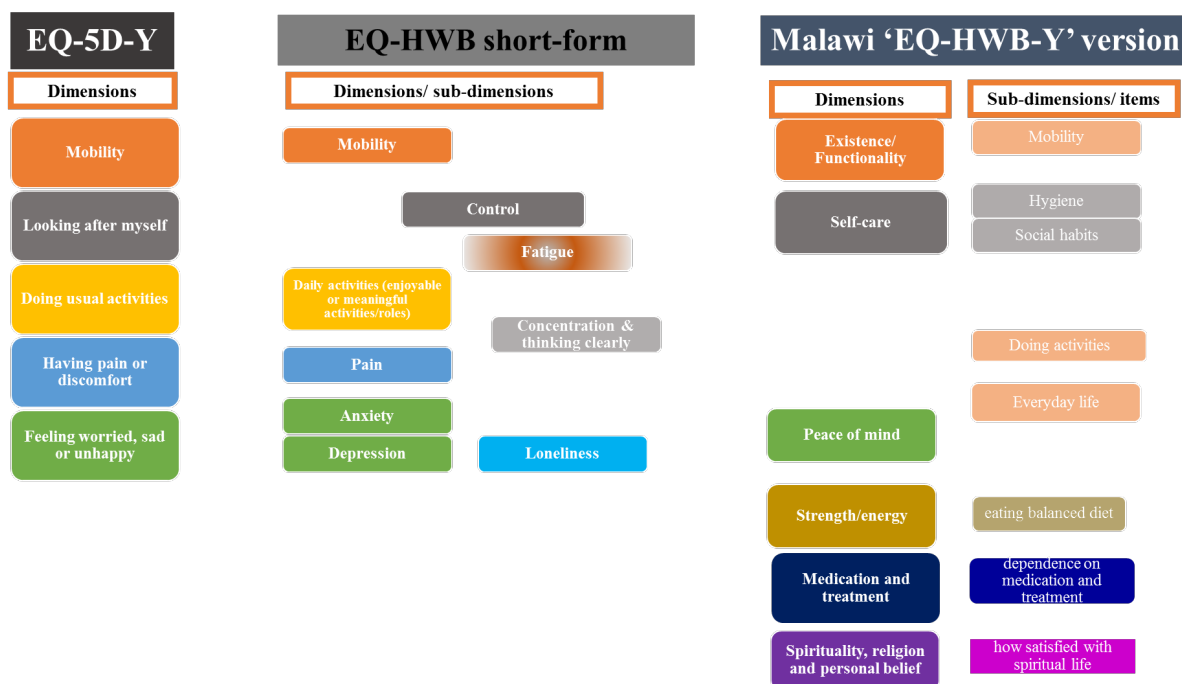 EQ-5D-Y
Dimensions
Mobility
Looking after myself
Doing usual activities
Having pain or
discomfort
Feeling worried, sad
or unhappy
EQ-HWB short-form
Dimensions/ sub-dimensions
Mobility
Control
Fatigue
Daily activities (enjoyable
or meaningful
activities/roles)
Concentration &
thinking clearly
Pain
Anxiety
Depression
Loneliness
Malawi ‘EQ-HWB-Y’ version
Dimensions
Existence/
Functionality
Self-care
Peace of mind
Strength/energy
Medication and
treatment
Spirituality, religion
and personal belief
Sub-dimensions/ items
Mobility
Hygiene
Social habits
Doing activities
Everyday life
eating balanced diet
dependence on
medication and
treatment
how satisfied with
spiritual life